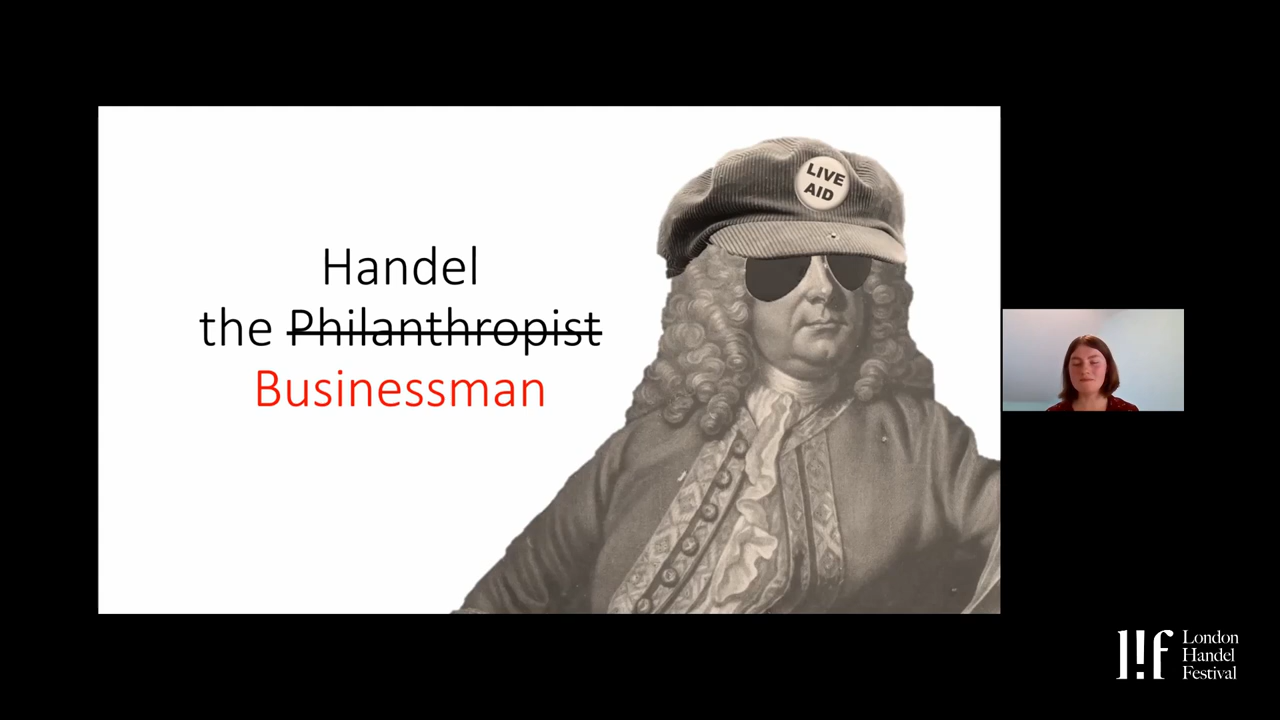 Handel
the Philanthropist
Businessman
LIVE
AID
l!f
London
Handel
Festival